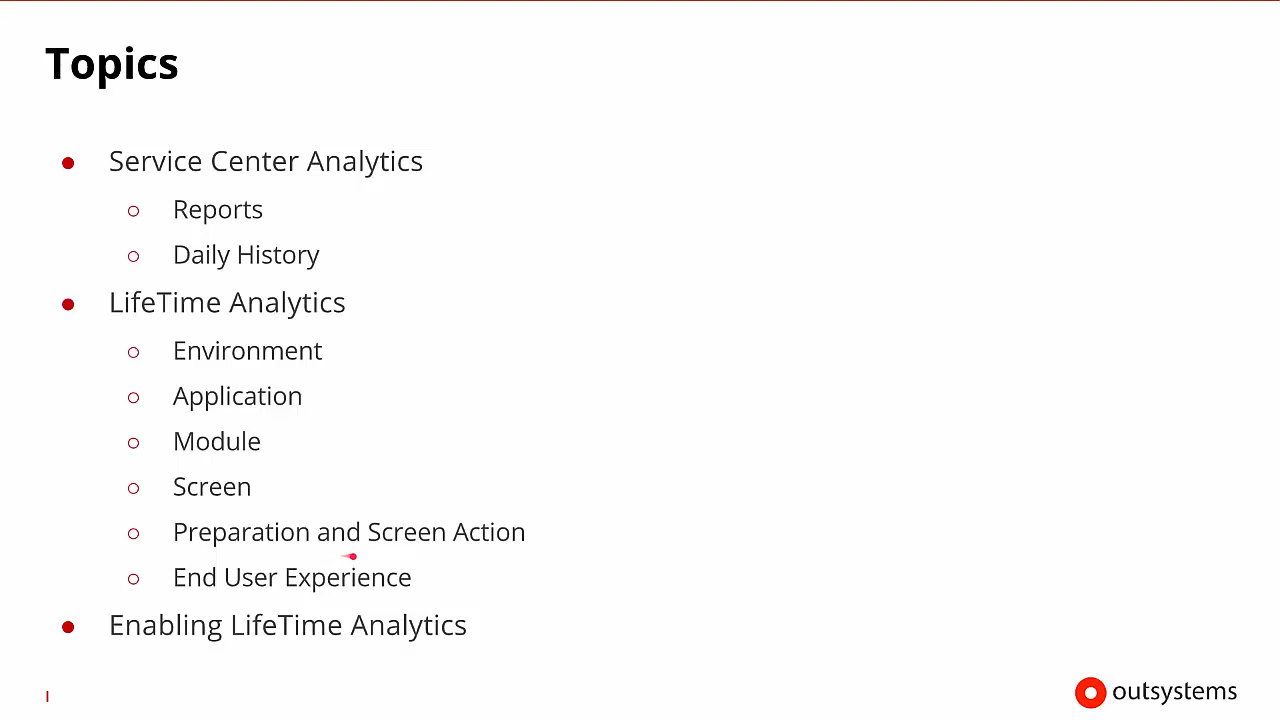 Topics
Service Center Analytics
Reports
Daily History
LifeTime Analytics
Environment
Application
Module
Screen
Preparation and Screen Action
End User Experience
Enabling LifeTime Analytics
outsystems